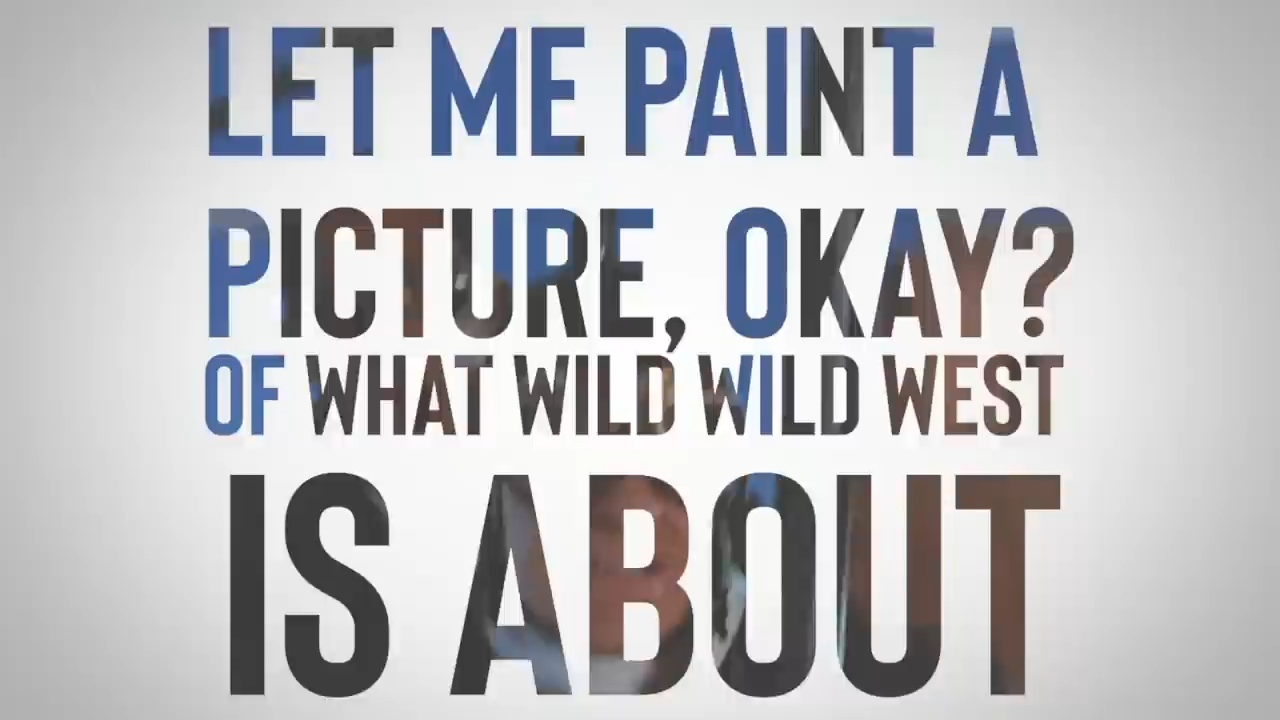 LET ME PAINT A
PICTURE, OKAY?
OF WHAT WILD WILD WEST
IS ABOUT